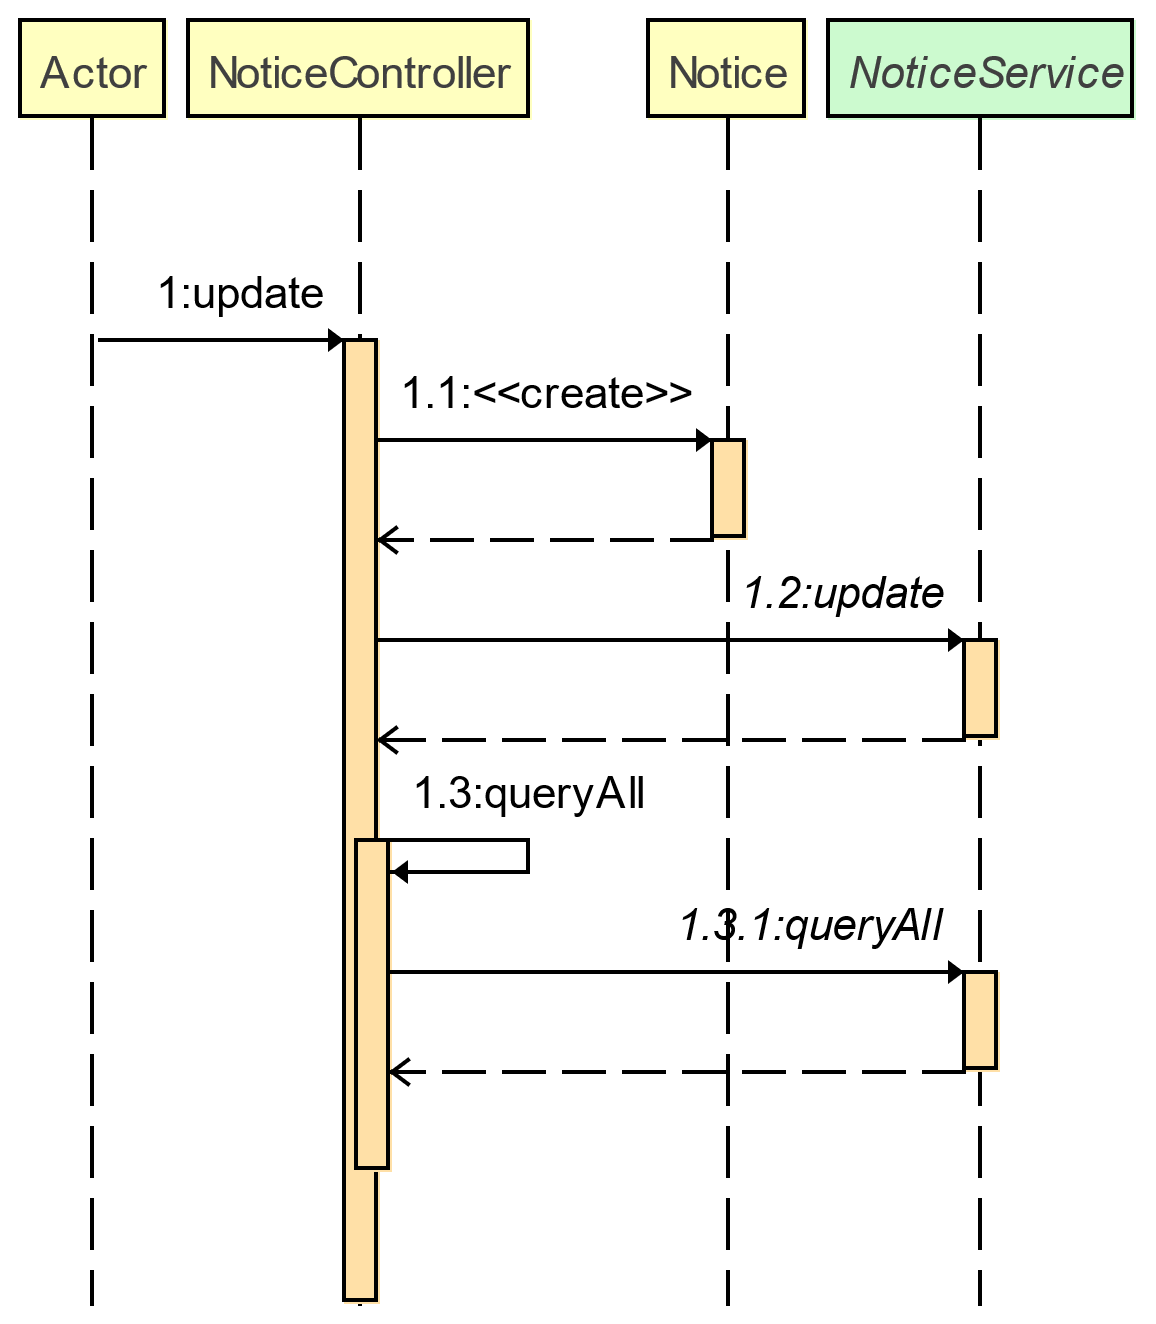 Actor
NoticeController
Notice
NoticeService
1:update
1.1:<<create>>
1.2:update
1.3:queryAll
1.3.1:queryAll